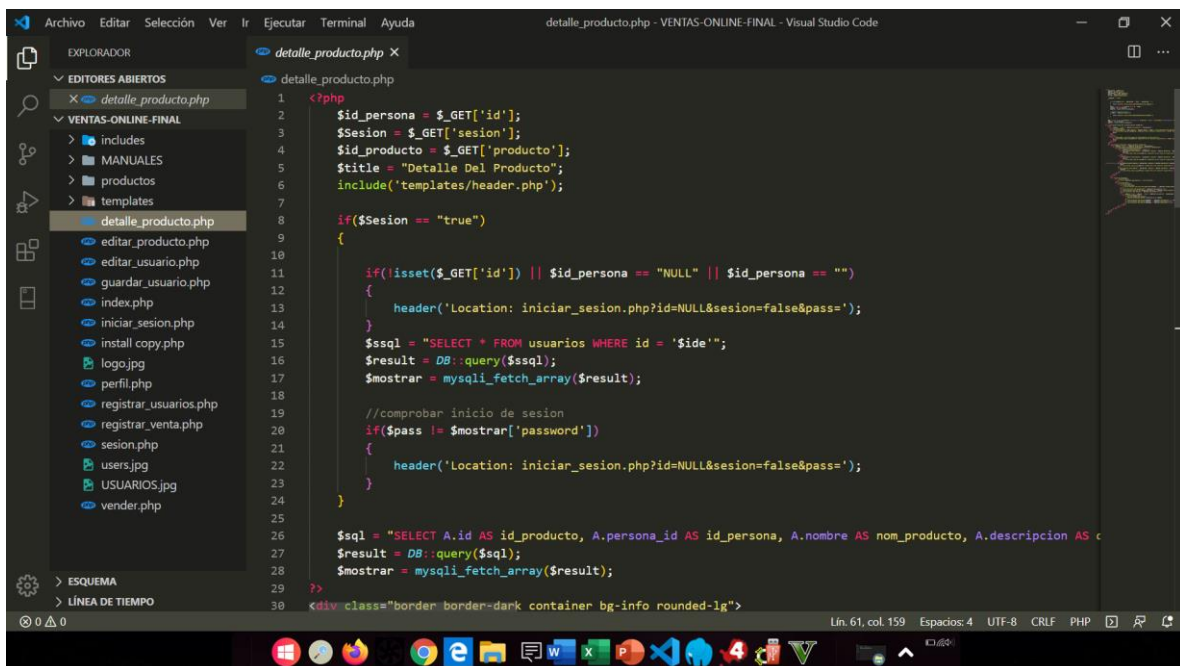 Archivo Editar Selección Ver Ir Ejecutar Terminal Ayuda
detalle_producto.php - VENTAS-ONLINE-FINAL - Visual Studio Code
EXPLORADOR
EDITORES ABIERTOS
detalle_producto.php
VENTAS-ONLINE-FINAL
includes
MANUALES
productos
templates
detalle_producto.php
editar_producto.php
editar_usuario.php
guardar_usuario.php
index.php
iniciar_sesion.php
install copy.php
logo.jpg
perfil.php
registrar_usuarios.php
registrar_venta.php
sesion.php
users.jpg
USUARIOS.jpg
vender.php
ESQUEMA
LÍNEA DE TIEMPO
detalle_producto.php
detalle_producto.php
1 <?php
2 $id_persona = $_GET['id'];
3 $Sesion = $_GET['sesion'];
4 $id_producto = $_GET['producto'];
5 $title = "Detalle Del Producto";
6 include('templates/header.php');
7
8 if($Sesion == "true")
9 {
10
11 if(!isset($_GET['id']) || $id_persona == "NULL" || $id_persona == "")
12 {
13 header('Location: iniciar_sesion.php?id=NULL&sesion=false&pass=');
14 }
15 $ssql = "SELECT * FROM usuarios WHERE id = '$ide'";
16 $result = DB::query($ssql);
17 $mostrar = mysqli_fetch_array($result);
18
19 //comprobar inicio de sesion
20 if($pass != $mostrar['password'])
21 {
22 header('Location: iniciar_sesion.php?id=NULL&sesion=false&pass=');
23 }
24 }
25
26 $sql = "SELECT A.id AS id_producto, A.persona_id AS id_persona, A.nombre AS nom_producto, A.descripcion AS
27 $result = DB::query($sql);
28 $mostrar = mysqli_fetch_array($result);
29 ?>
30 <div class="border border-dark container bg-info rounded-lg">
0 0
Lín. 61, col. 159 Espacios: 4 UTF-8 CRLF PHP